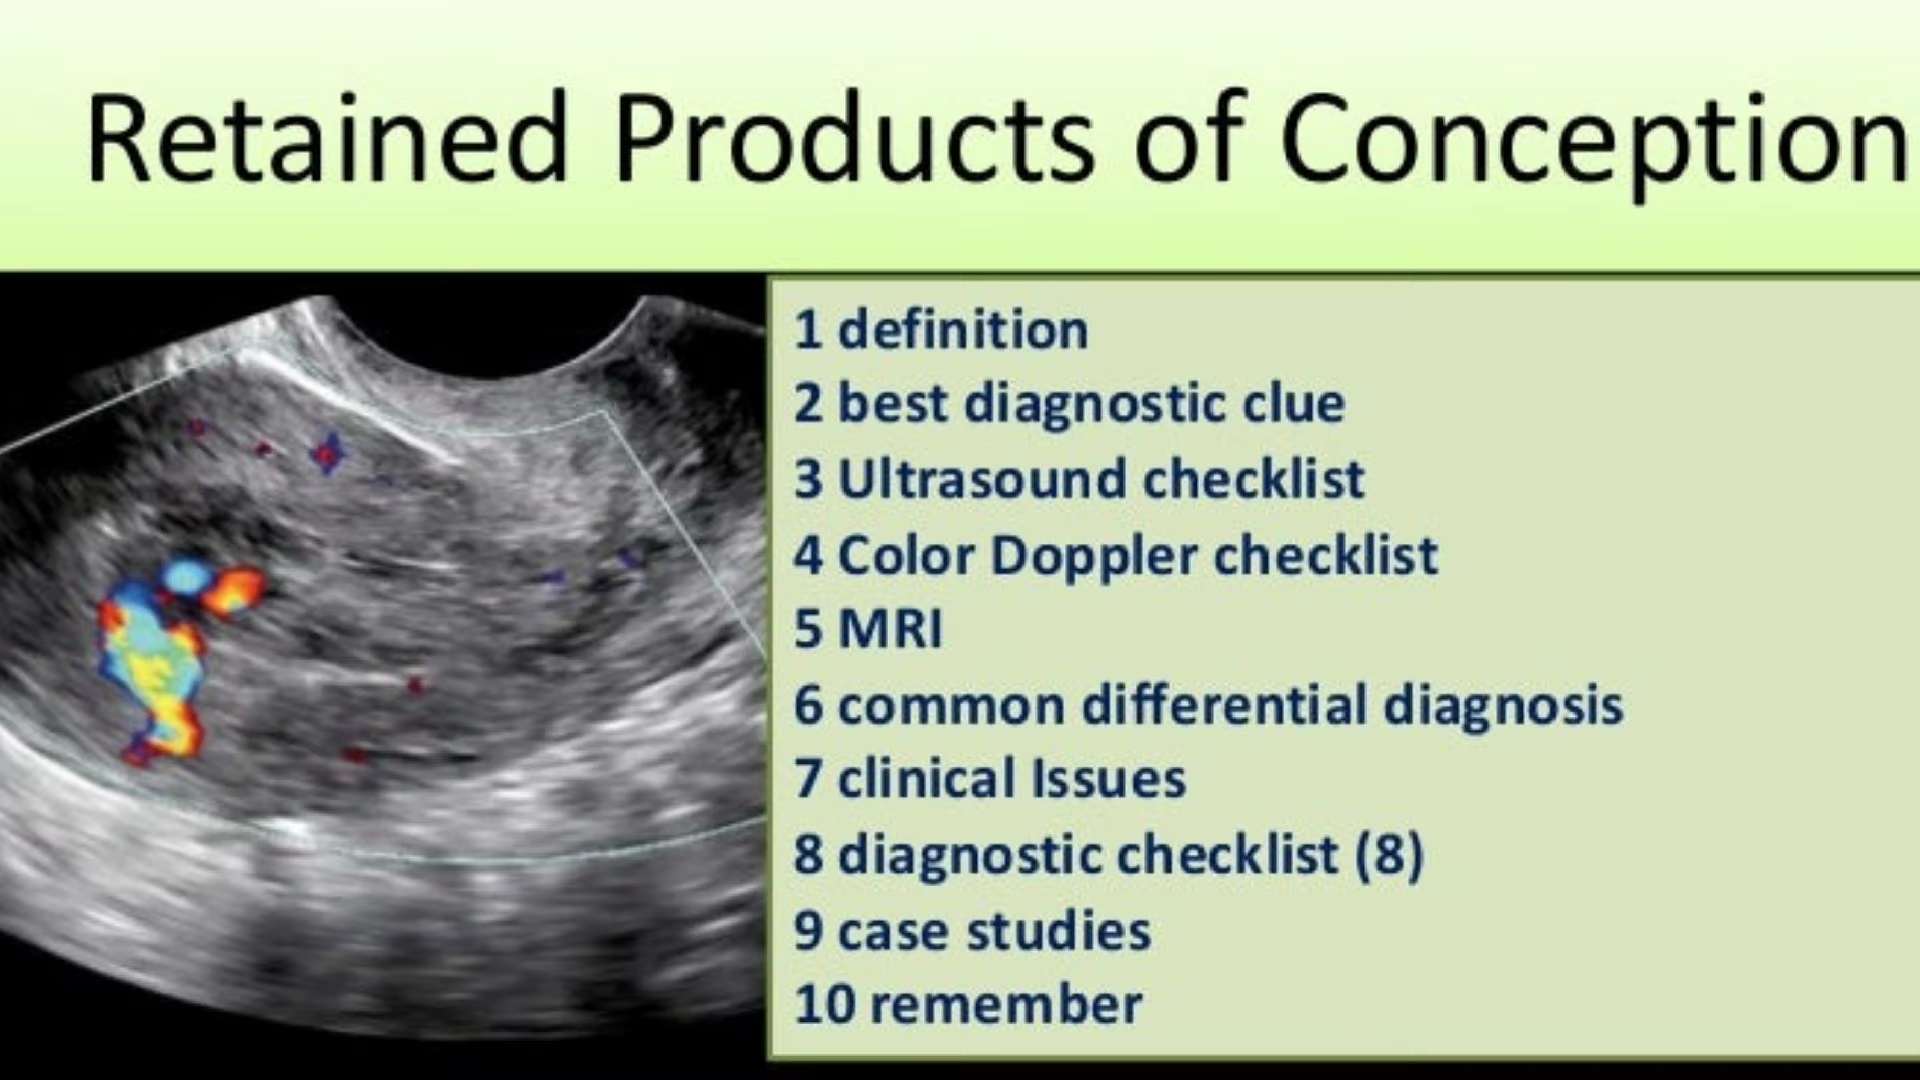 Retained Products of Conception
1 definition
2 best diagnostic clue
3 Ultrasound checklist
4 Color Doppler checklist
5 MRI
6 common differential diagnosis
7 clinical Issues
8 diagnostic checklist (8)
9 case studies
10 remember